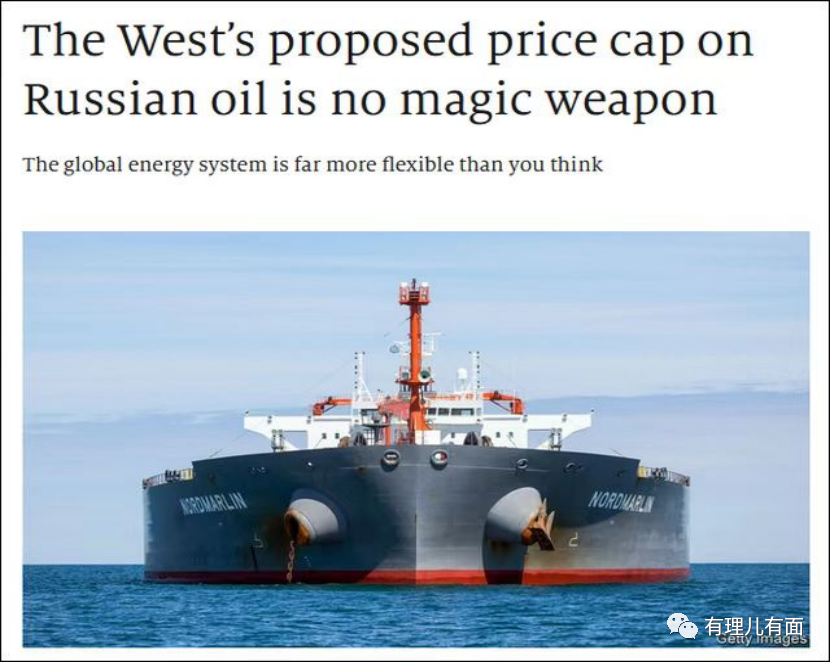 The West’s proposed price cap on
Russian oil is no magic weapon
The global energy system is far more flexible than you think
NORDMARLIN
NORDMARLIN
有理儿有面
Getty Images